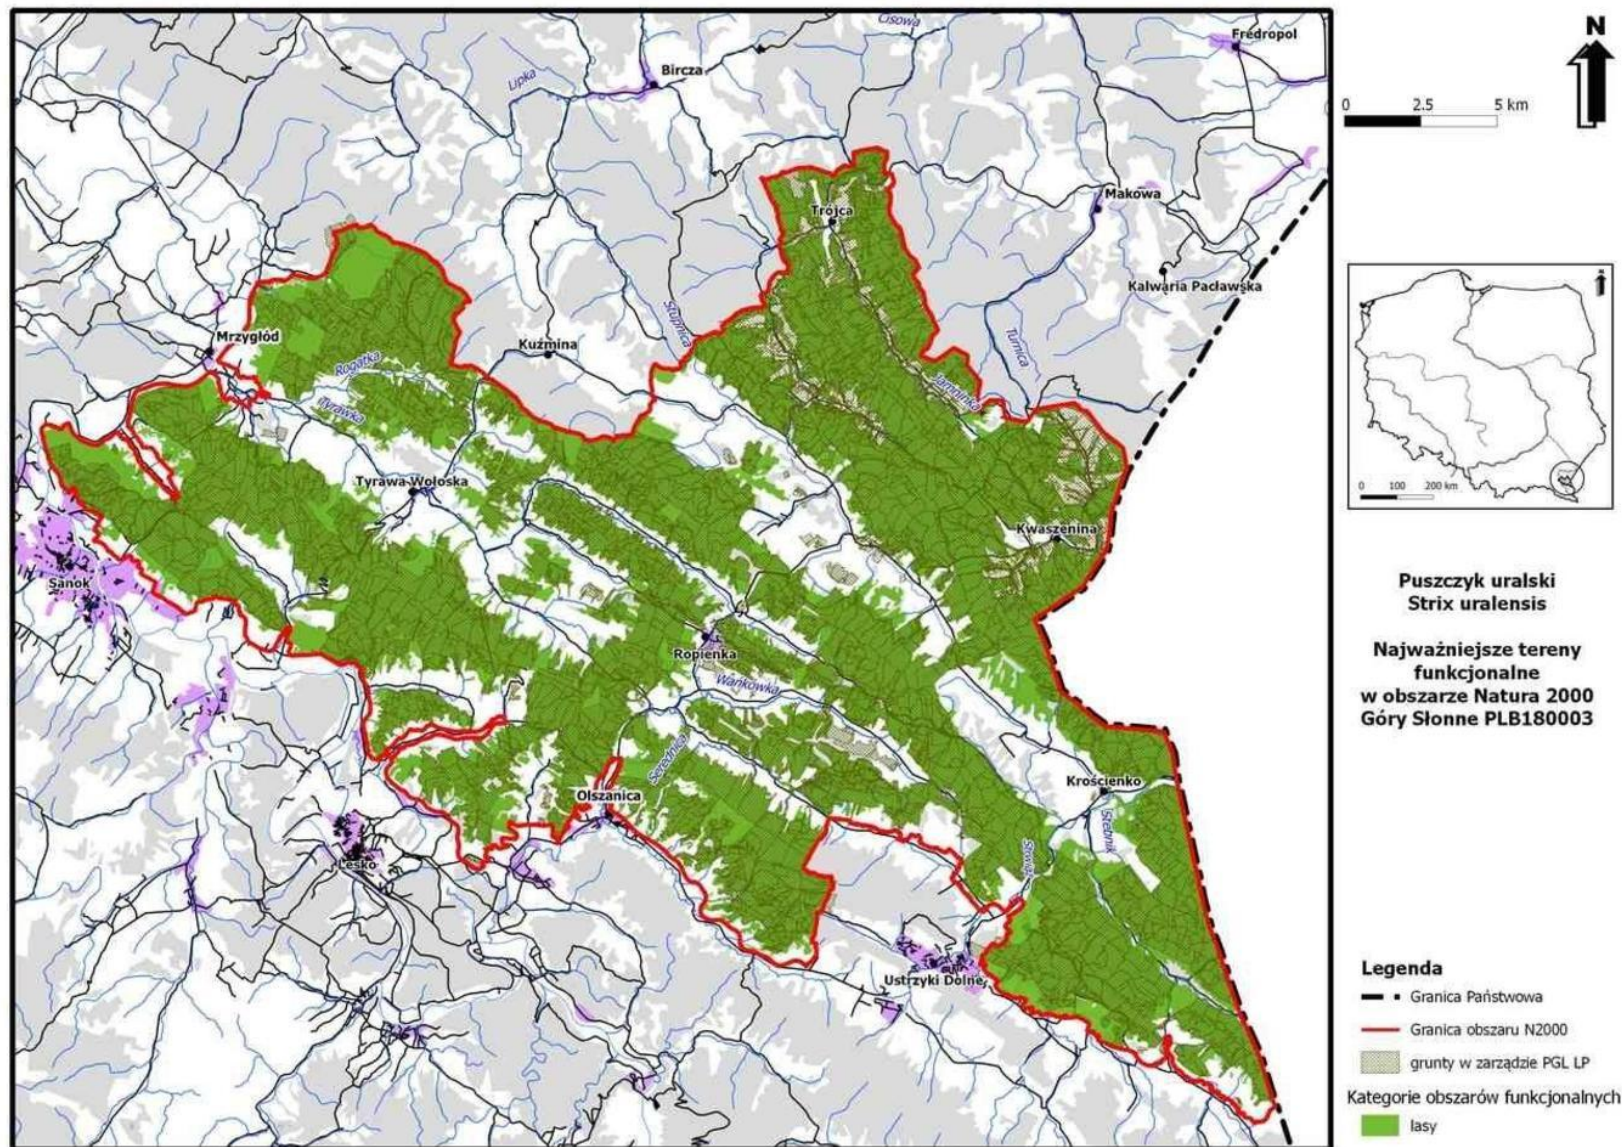 Cisowa
Fredropol
N
Lipka
Bircza
0 2.5 5 km
Makowa
Trójca
Kalwaria Pacławska
Stupnica
Turnica
Mrzygłód
Kuźmina
Rogatka
Jamninka
Tyrawka
N
0 100 200 km
Tyrawa Wołoska
Kwaszenina
Sanok
Puszczyk uralski
Strix uralensis
Ropienka
Najważniejsze tereny
funkcjonalne
w obszarze Natura 2000
Góry Słonne PLB180003
Wańkówka
Serednica
Krościenko
Olszanica
Stebnik
Lesko
Strwiąż
Ustrzyki Dolne
Legenda
Granica Państwowa
Granica obszaru N2000
grunty w zarządzie PGL LP
Kategorie obszarów funkcjonalnych
lasy